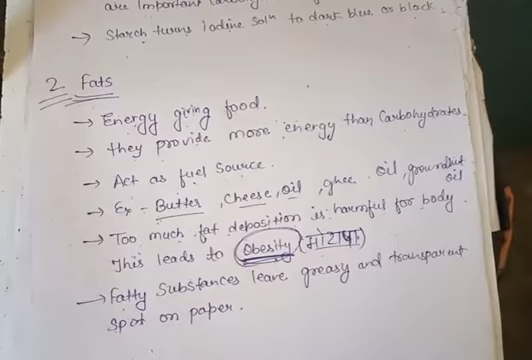 are Important
→ Starch turns iodine solⁿ to dark blue or black.
2 Fats
→ Energy giving food.
→ they provide more energy than Carbohydrates.
→ Act as fuel source.
→ Ex - Butter, Cheese, oil, ghee oil, groundnut oil
→ Too much fat deposition is harmful for body.
This leads to Obesity (मोटापा)
→ Fatty Substances leave greasy and transparent
spot on paper.